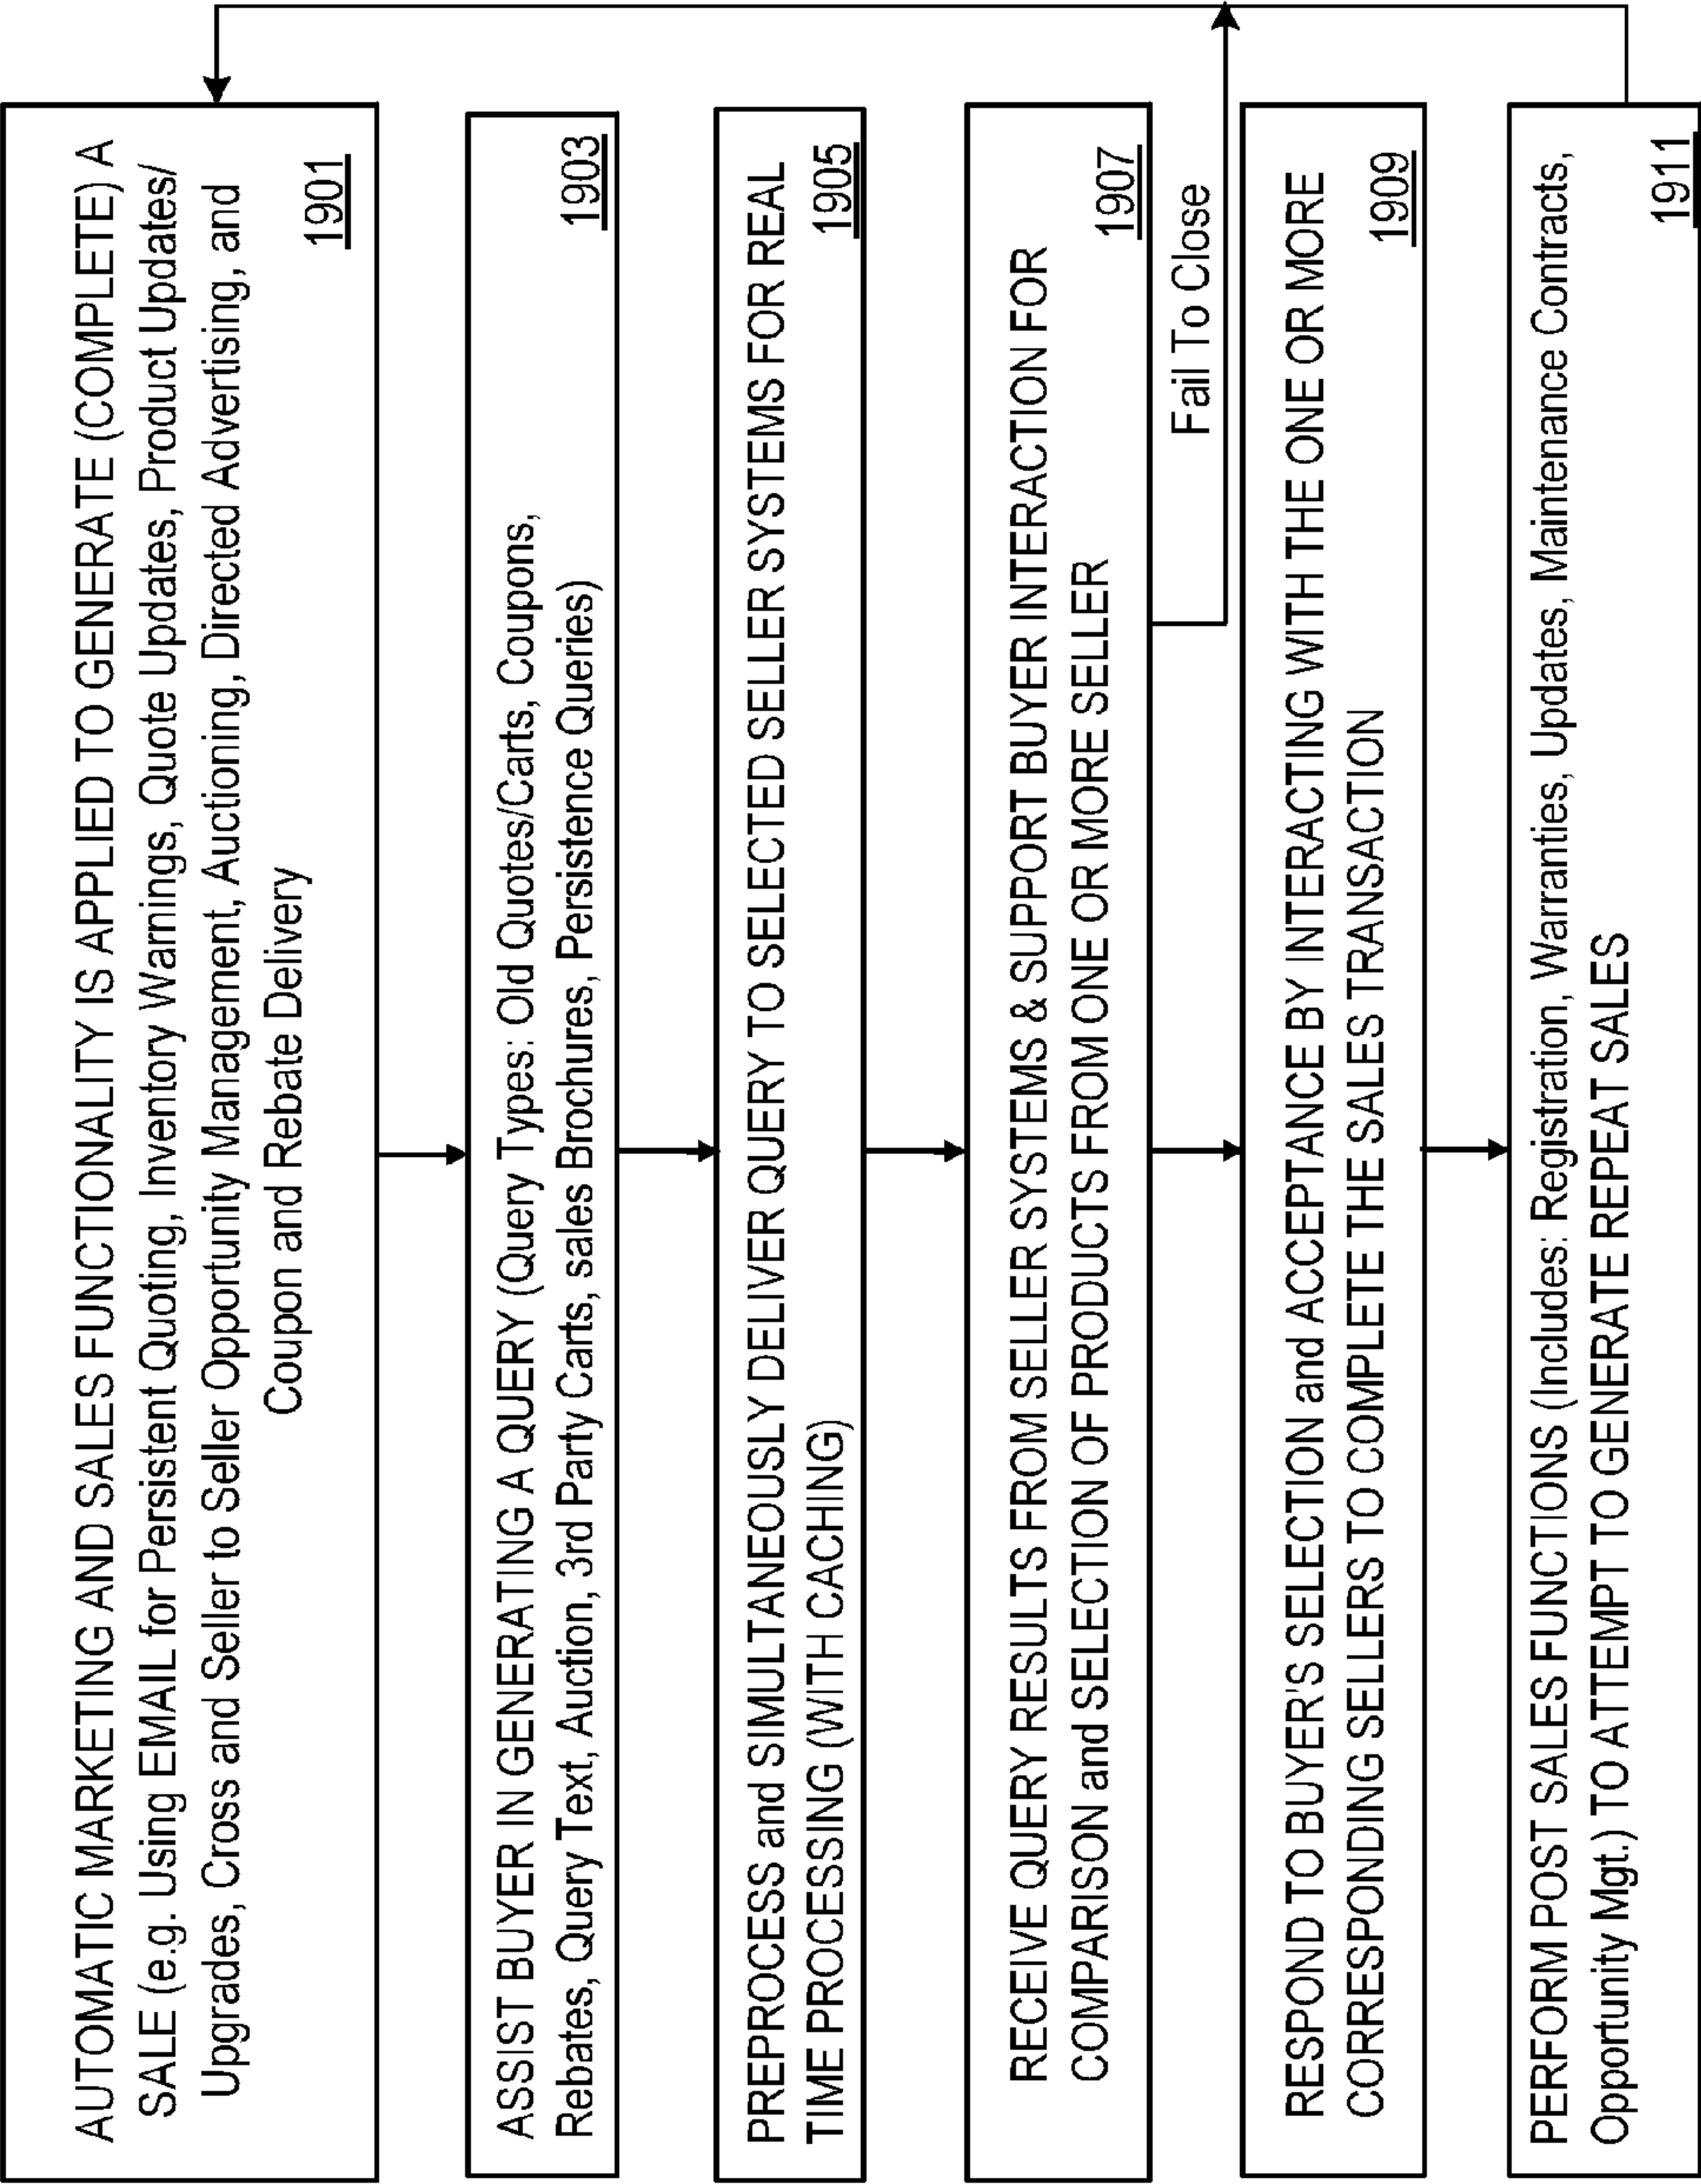 AUTOMATIC MARKETING AND SALES FUNCTIONALITY IS APPLIED TO GENERATE (COMPLETE) A
SALE (e.g. Using EMAIL for Persistent Quoting, Inventory Warnings, Quote Updates, Product Updates/
Upgrades, Cross and Seller to Seller Opportunity Management, Auctioning, Directed Advertising, and
Coupon and Rebate Delivery
1901
ASSIST BUYER IN GENERATING A QUERY (Query Types: Old Quotes/Carts, Coupons,
Rebates, Query Text, Auction, 3rd Party Carts, sales Brochures, Persistence Queries)
1903
PREPROCESS and SIMULTANEOUSLY DELIVER QUERY TO SELECTED SELLER SYSTEMS FOR REAL
TIME PROCESSING (WITH CACHING)
1905
RECEIVE QUERY RESULTS FROM SELLER SYSTEMS & SUPPORT BUYER INTERACTION FOR
COMPARISON and SELECTION OF PRODUCTS FROM ONE OR MORE SELLER
1907
Fail To Close
RESPOND TO BUYER'S SELECTION and ACCEPTANCE BY INTERACTING WITH THE ONE OR MORE
CORRESPONDING SELLERS TO COMPLETE THE SALES TRANSACTION
1909
PERFORM POST SALES FUNCTIONS (Includes: Registration, Warranties, Updates, Maintenance Contracts,
Opportunity Mgt.) TO ATTEMPT TO GENERATE REPEAT SALES
1911